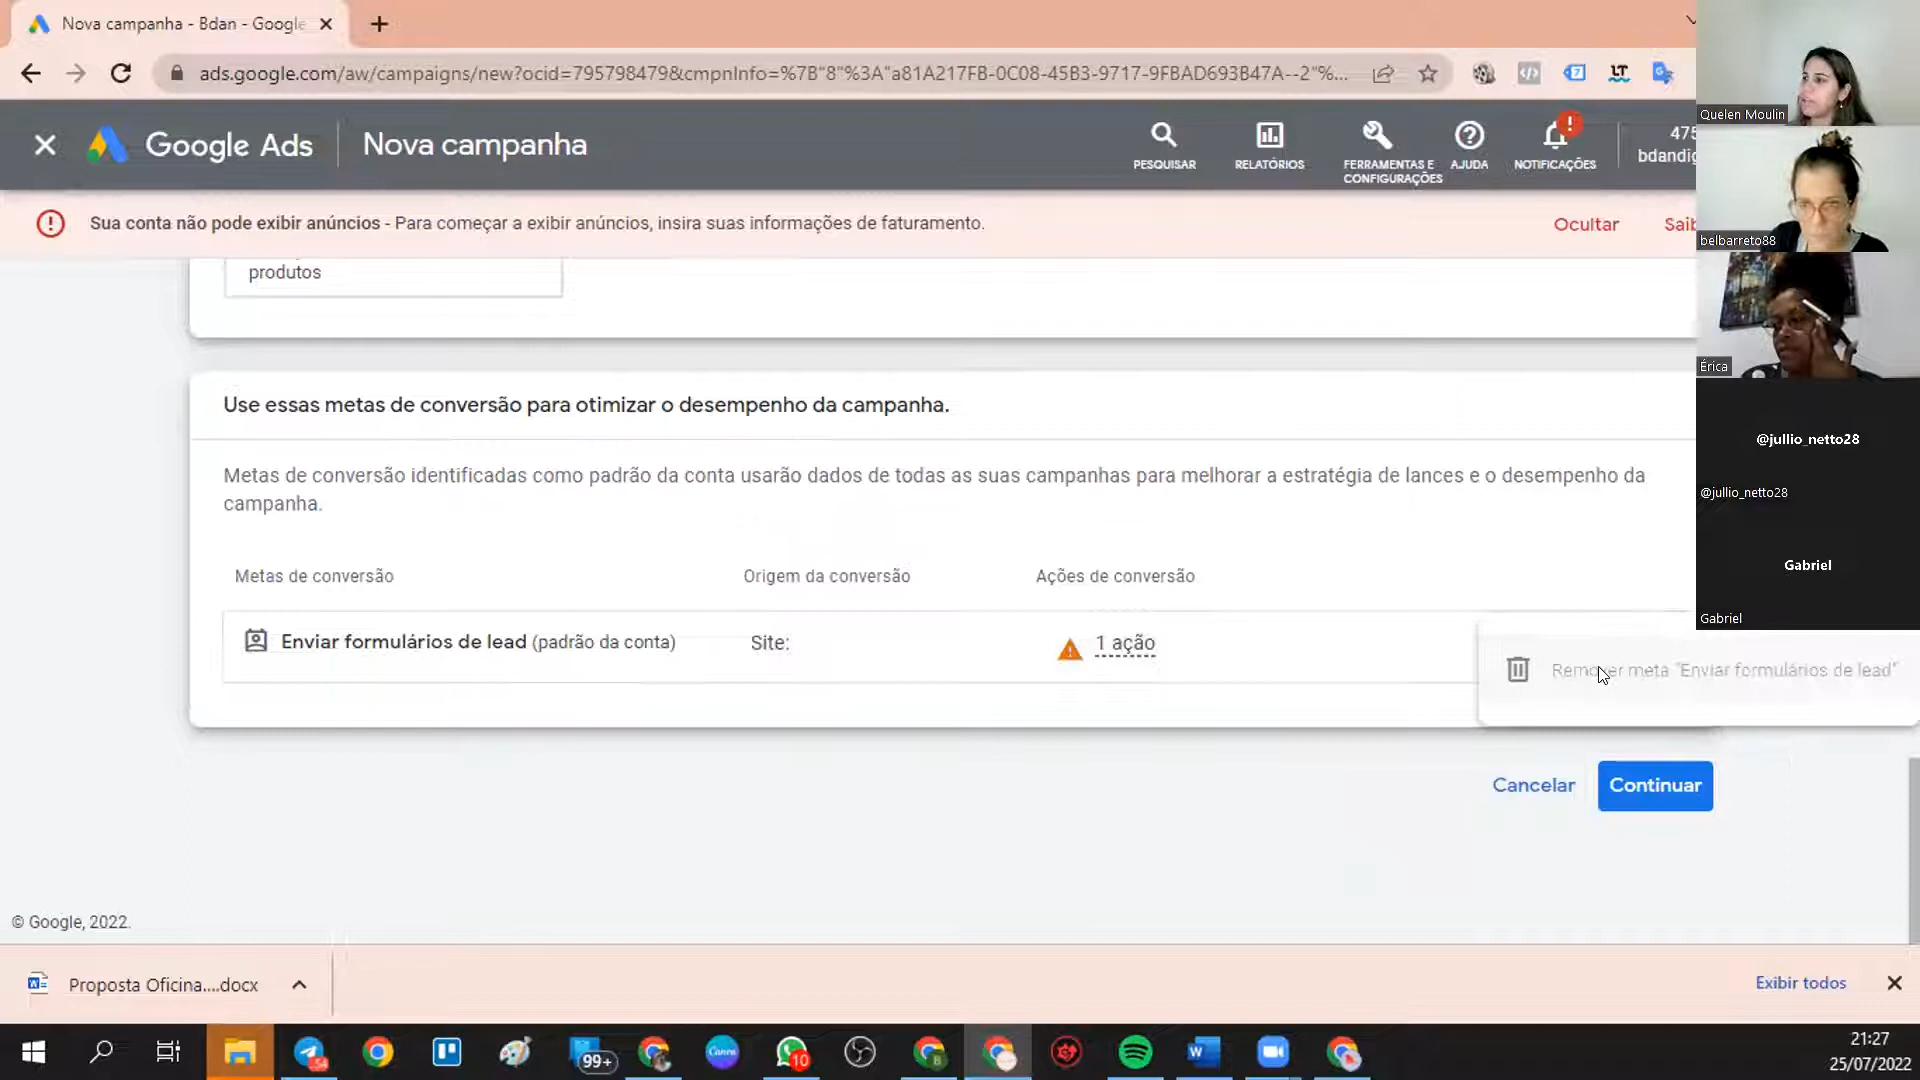 Nova campanha - Bdan - Google
ads.google.com/aw/campaigns/new?ocid=795798479&cmpnInfo=%7B"8"%3A"a81A217FB-0C08-45B3-9717-9FBAD693B47A--2"%...
Google Ads
Nova campanha
PESQUISAR
RELATÓRIOS
FERRAMENTAS E
CONFIGURAÇÕES
AJUDA
NOTIFICAÇÕES
475
bdandig
Sua conta não pode exibir anúncios - Para começar a exibir anúncios, insira suas informações de faturamento.
Ocultar
Saib
produtos
Use essas metas de conversão para otimizar o desempenho da campanha.
Metas de conversão identificadas como padrão da conta usarão dados de todas as suas campanhas para melhorar a estratégia de lances e o desempenho da
campanha.
Metas de conversão
Origem da conversão
Ações de conversão
Enviar formulários de lead (padrão da conta)
Site:
1 ação
Remover meta "Enviar formulários de lead"
Cancelar
Continuar
© Google, 2022.
Proposta Oficina....docx
Exibir todos
Quelen Moulin
belbarreto88
Érica
@jullio_netto28
@jullio_netto28
Gabriel
Gabriel
99+
Canva
10
21:27
25/07/2022